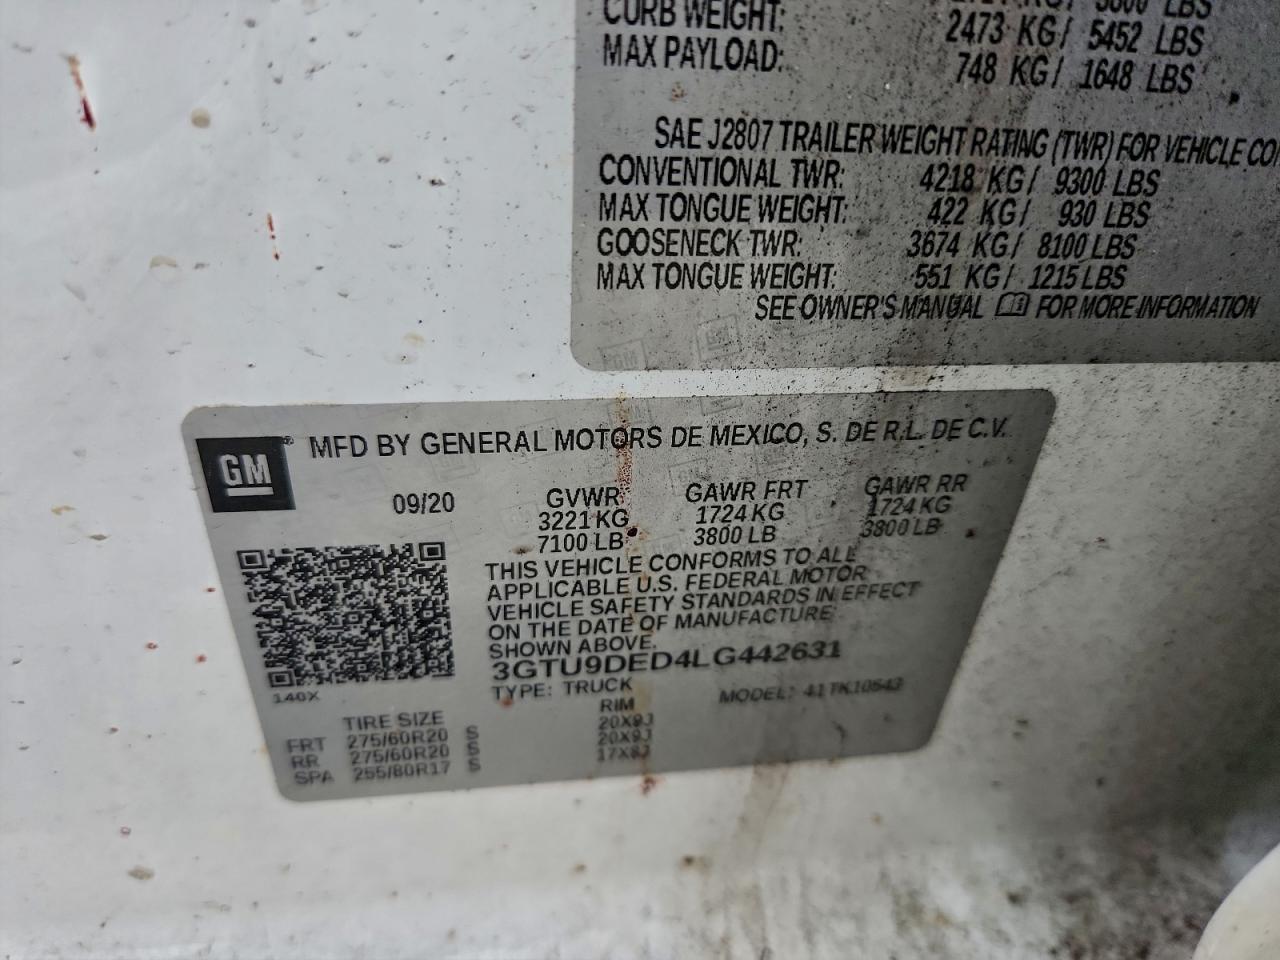 CURB WEIGHT: 2473 KG/ 5452 LBS
MAX PAYLOAD: 748 KG/ 1648 LBS
SAE J2807 TRAILER WEIGHT RATING (TWR) FOR VEHICLE
CONVENTIONAL TWR: 4218 KG/ 9300 LBS
MAX TONGUE WEIGHT: 422 KG/ 930 LBS
GOOSENECK TWR: 3674 KG/ 8100 LBS
MAX TONGUE WEIGHT: 551 KG/ 1215 LBS
SEE OWNER'S MANUAL FOR MORE INFORMATION
GM
GM
GM® MFD BY GENERAL MOTORS DE MEXICO, S. DE R.L. DE C.V.
09/20 GVWR GAWR FRT GAWR RR
3221 KG 1724 KG 1724 KG
7100 LB 3800 LB 3800 LB
THIS VEHICLE CONFORMS TO ALL
APPLICABLE U.S. FEDERAL MOTOR
VEHICLE SAFETY STANDARDS IN EFFECT
ON THE DATE OF MANUFACTURE
SHOWN ABOVE.
3GTU9DED4LG442631
140X TYPE: TRUCK MODEL: 41 TK10543
TIRE SIZE RIM
FRT 275/60R20 S 20X9J
RR 275/60R20 S 20X9J
SPA 255/80R17 S 17X8J